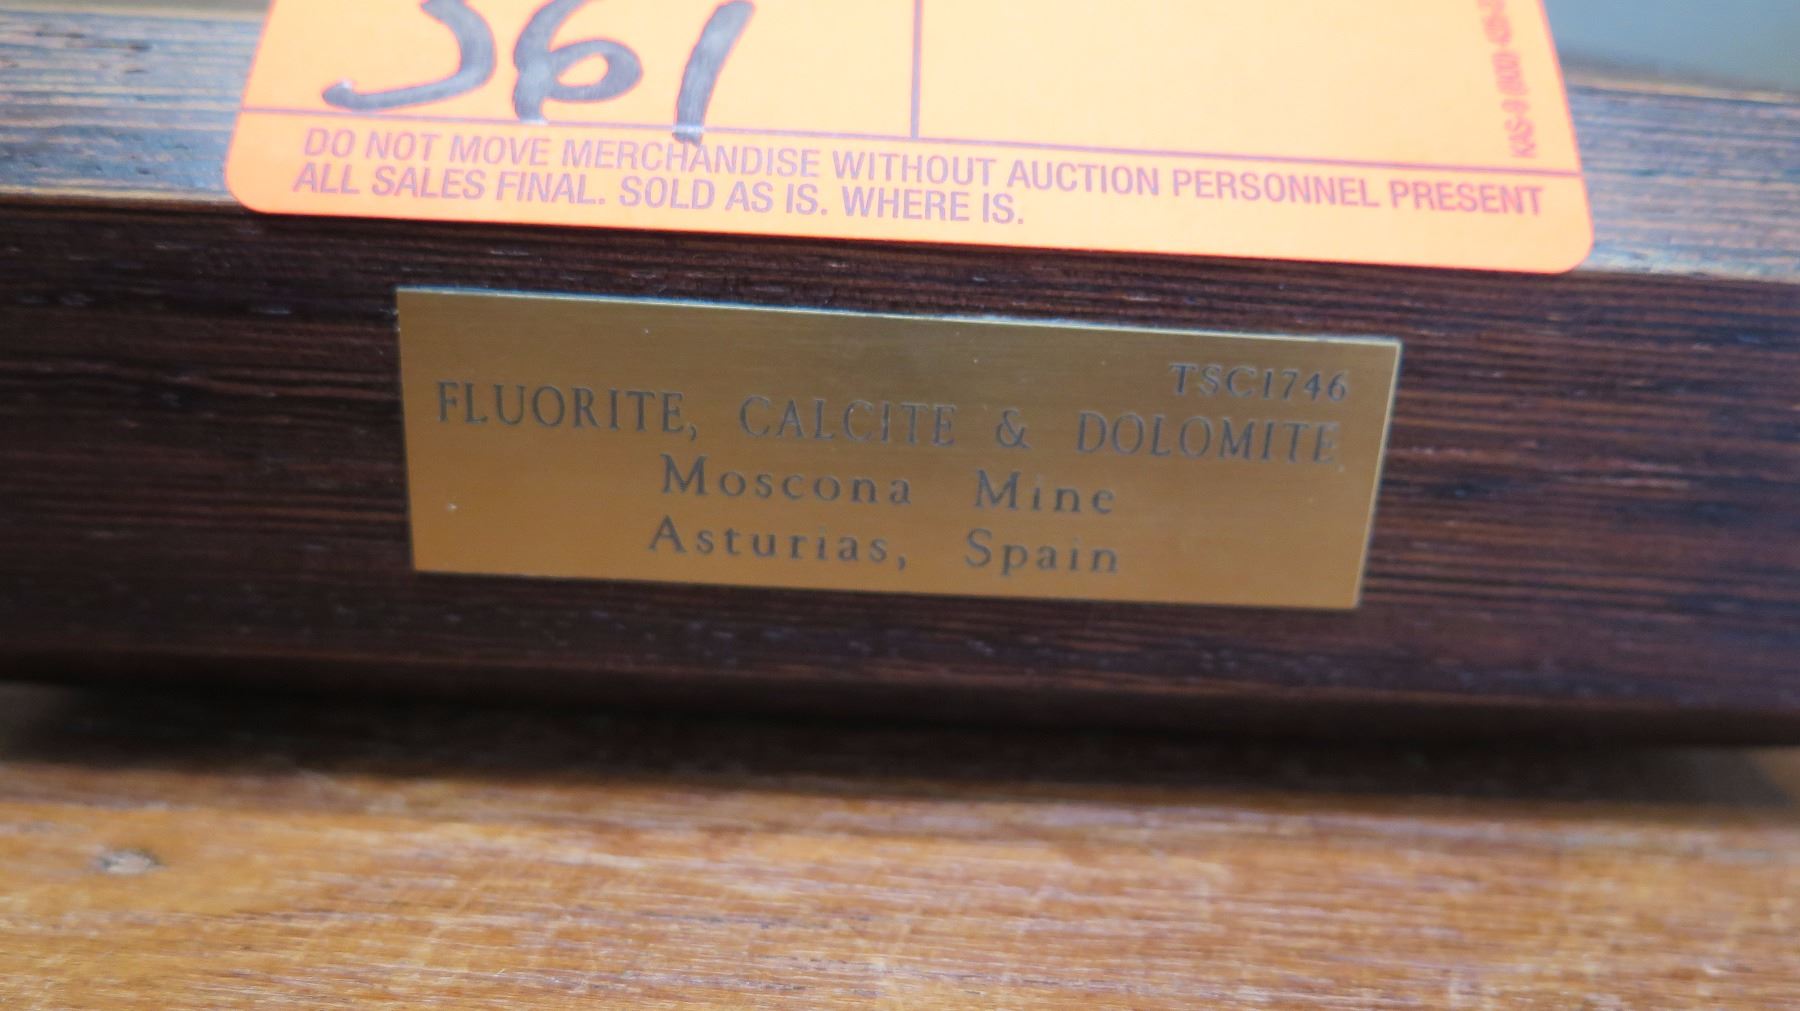 361
DO NOT MOVE MERCHANDISE WITHOUT AUCTION PERSONNEL PRESENT
ALL SALES FINAL. SOLD AS IS. WHERE IS.
TSC1746
FLUORITE, CALCITE & DOLOMITE
Moscona Mine
Asturias, Spain